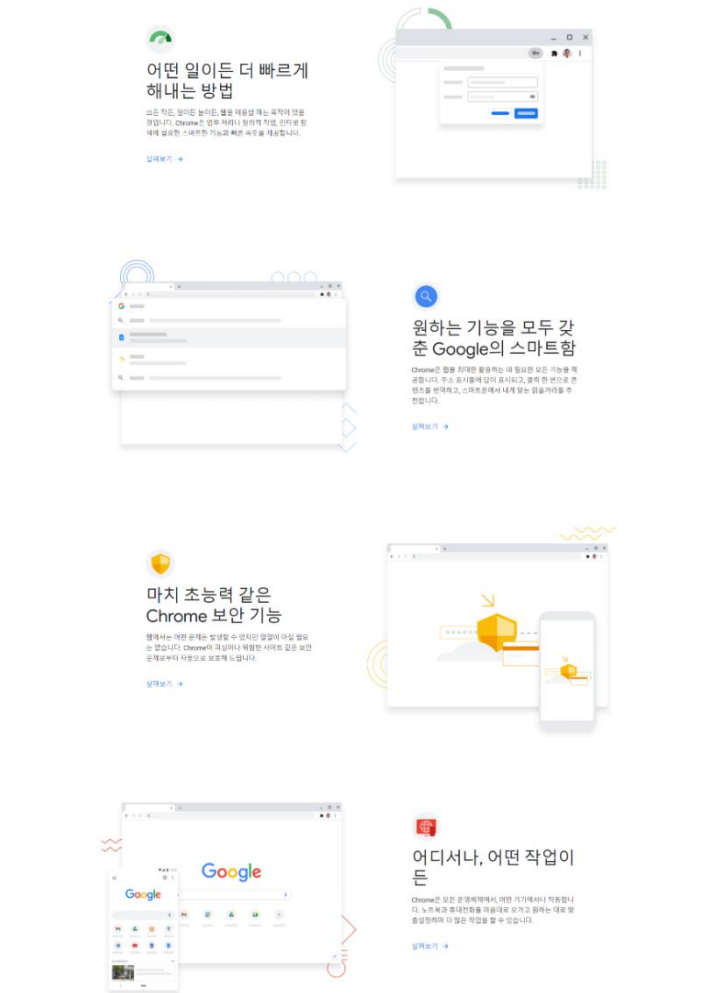 어떤 일이든 더 빠르게
해내는 방법
크든 작든, 일이든 놀이든, 웹을 이용할 때는 목적이 있을
것입니다. Chrome은 업무 처리나 창의적 작업, 인터넷 검
색에 필요한 스마트한 기능과 빠른 속도를 제공합니다.
살펴보기
원하는 기능을 모두 갖
춘 Google의 스마트함
Chrome은 웹을 최대한 활용하는 데 필요한 모든 기능을 제
공합니다. 주소 표시줄에 답이 표시되고, 클릭 한 번으로 콘
텐츠를 번역하고, 스마트폰에서 내게 맞는 읽을거리를 추
천합니다.
살펴보기
마치 초능력 같은
Chrome 보안 기능
웹에서는 어떤 문제든 발생할 수 있지만 일일이 아실 필요
는 없습니다. Chrome이 피싱이나 위험한 사이트 같은 보안
문제로부터 자동으로 보호해 드립니다.
살펴보기
Google
Google
어디서나, 어떤 작업이
든
Chrome은 모든 운영체제에서, 어떤 기기에서나 작동합니
다. 노트북과 휴대전화를 마음대로 오가고 원하는 대로 맞
춤설정하며 더 많은 작업을 할 수 있습니다.
살펴보기